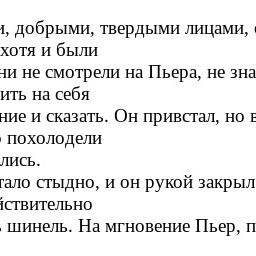 и, добрыми, твердыми лицами,
хотя и были
ни не смотрели на Пьера, не зна
ить на себя
ние и сказать. Он привстал, но в
о похолодели
лись.
тало стыдно, и он рукой закрыл
йствительно
ь шинель. На мгновение Пьер, п